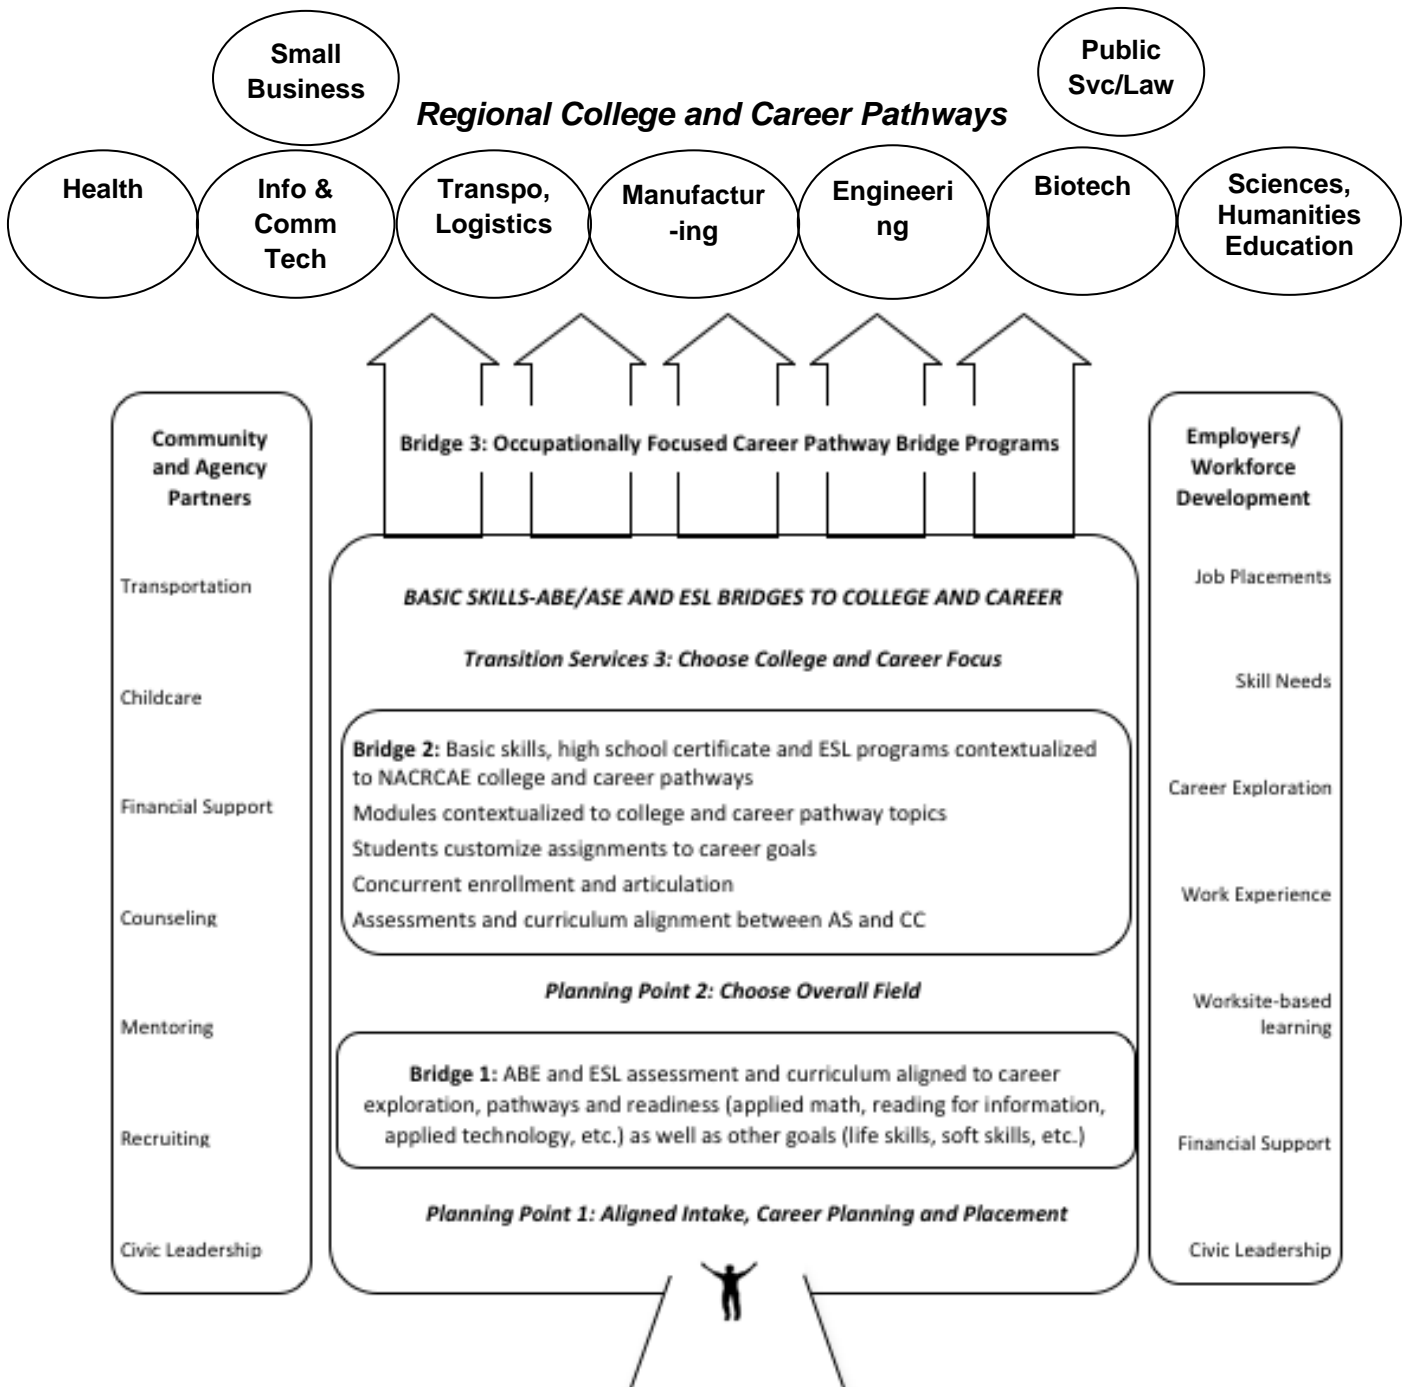 Small
Business
Public
Svc/Law
Regional College and Career Pathways
Health
Info &
Comm
Tech
Transpo,
Logistics
Manufactur
-ing
Engineeri
ng
Biotech
Sciences,
Humanities
Education
Bridge 3: Occupationally Focused Career Pathway Bridge Programs
Community
and Agency
Partners
Transportation
Childcare
Financial Support
Counseling
Mentoring
Recruiting
Civic Leadership
BASIC SKILLS-ABE/ASE AND ESL BRIDGES TO COLLEGE AND CAREER
Transition Services 3: Choose College and Career Focus
Bridge 2: Basic skills, high school certificate and ESL programs contextualized
to NACRCAE college and career pathways
Modules contextualized to college and career pathway topics
Students customize assignments to career goals
Concurrent enrollment and articulation
Assessments and curriculum alignment between AS and CC
Planning Point 2: Choose Overall Field
Bridge 1: ABE and ESL assessment and curriculum aligned to career
exploration, pathways and readiness (applied math, reading for information,
applied technology, etc.) as well as other goals (life skills, soft skills, etc.)
Planning Point 1: Aligned Intake, Career Planning and Placement
Employers/
Workforce
Development
Job Placements
Skill Needs
Career Exploration
Work Experience
Worksite-based
learning
Financial Support
Civic Leadership